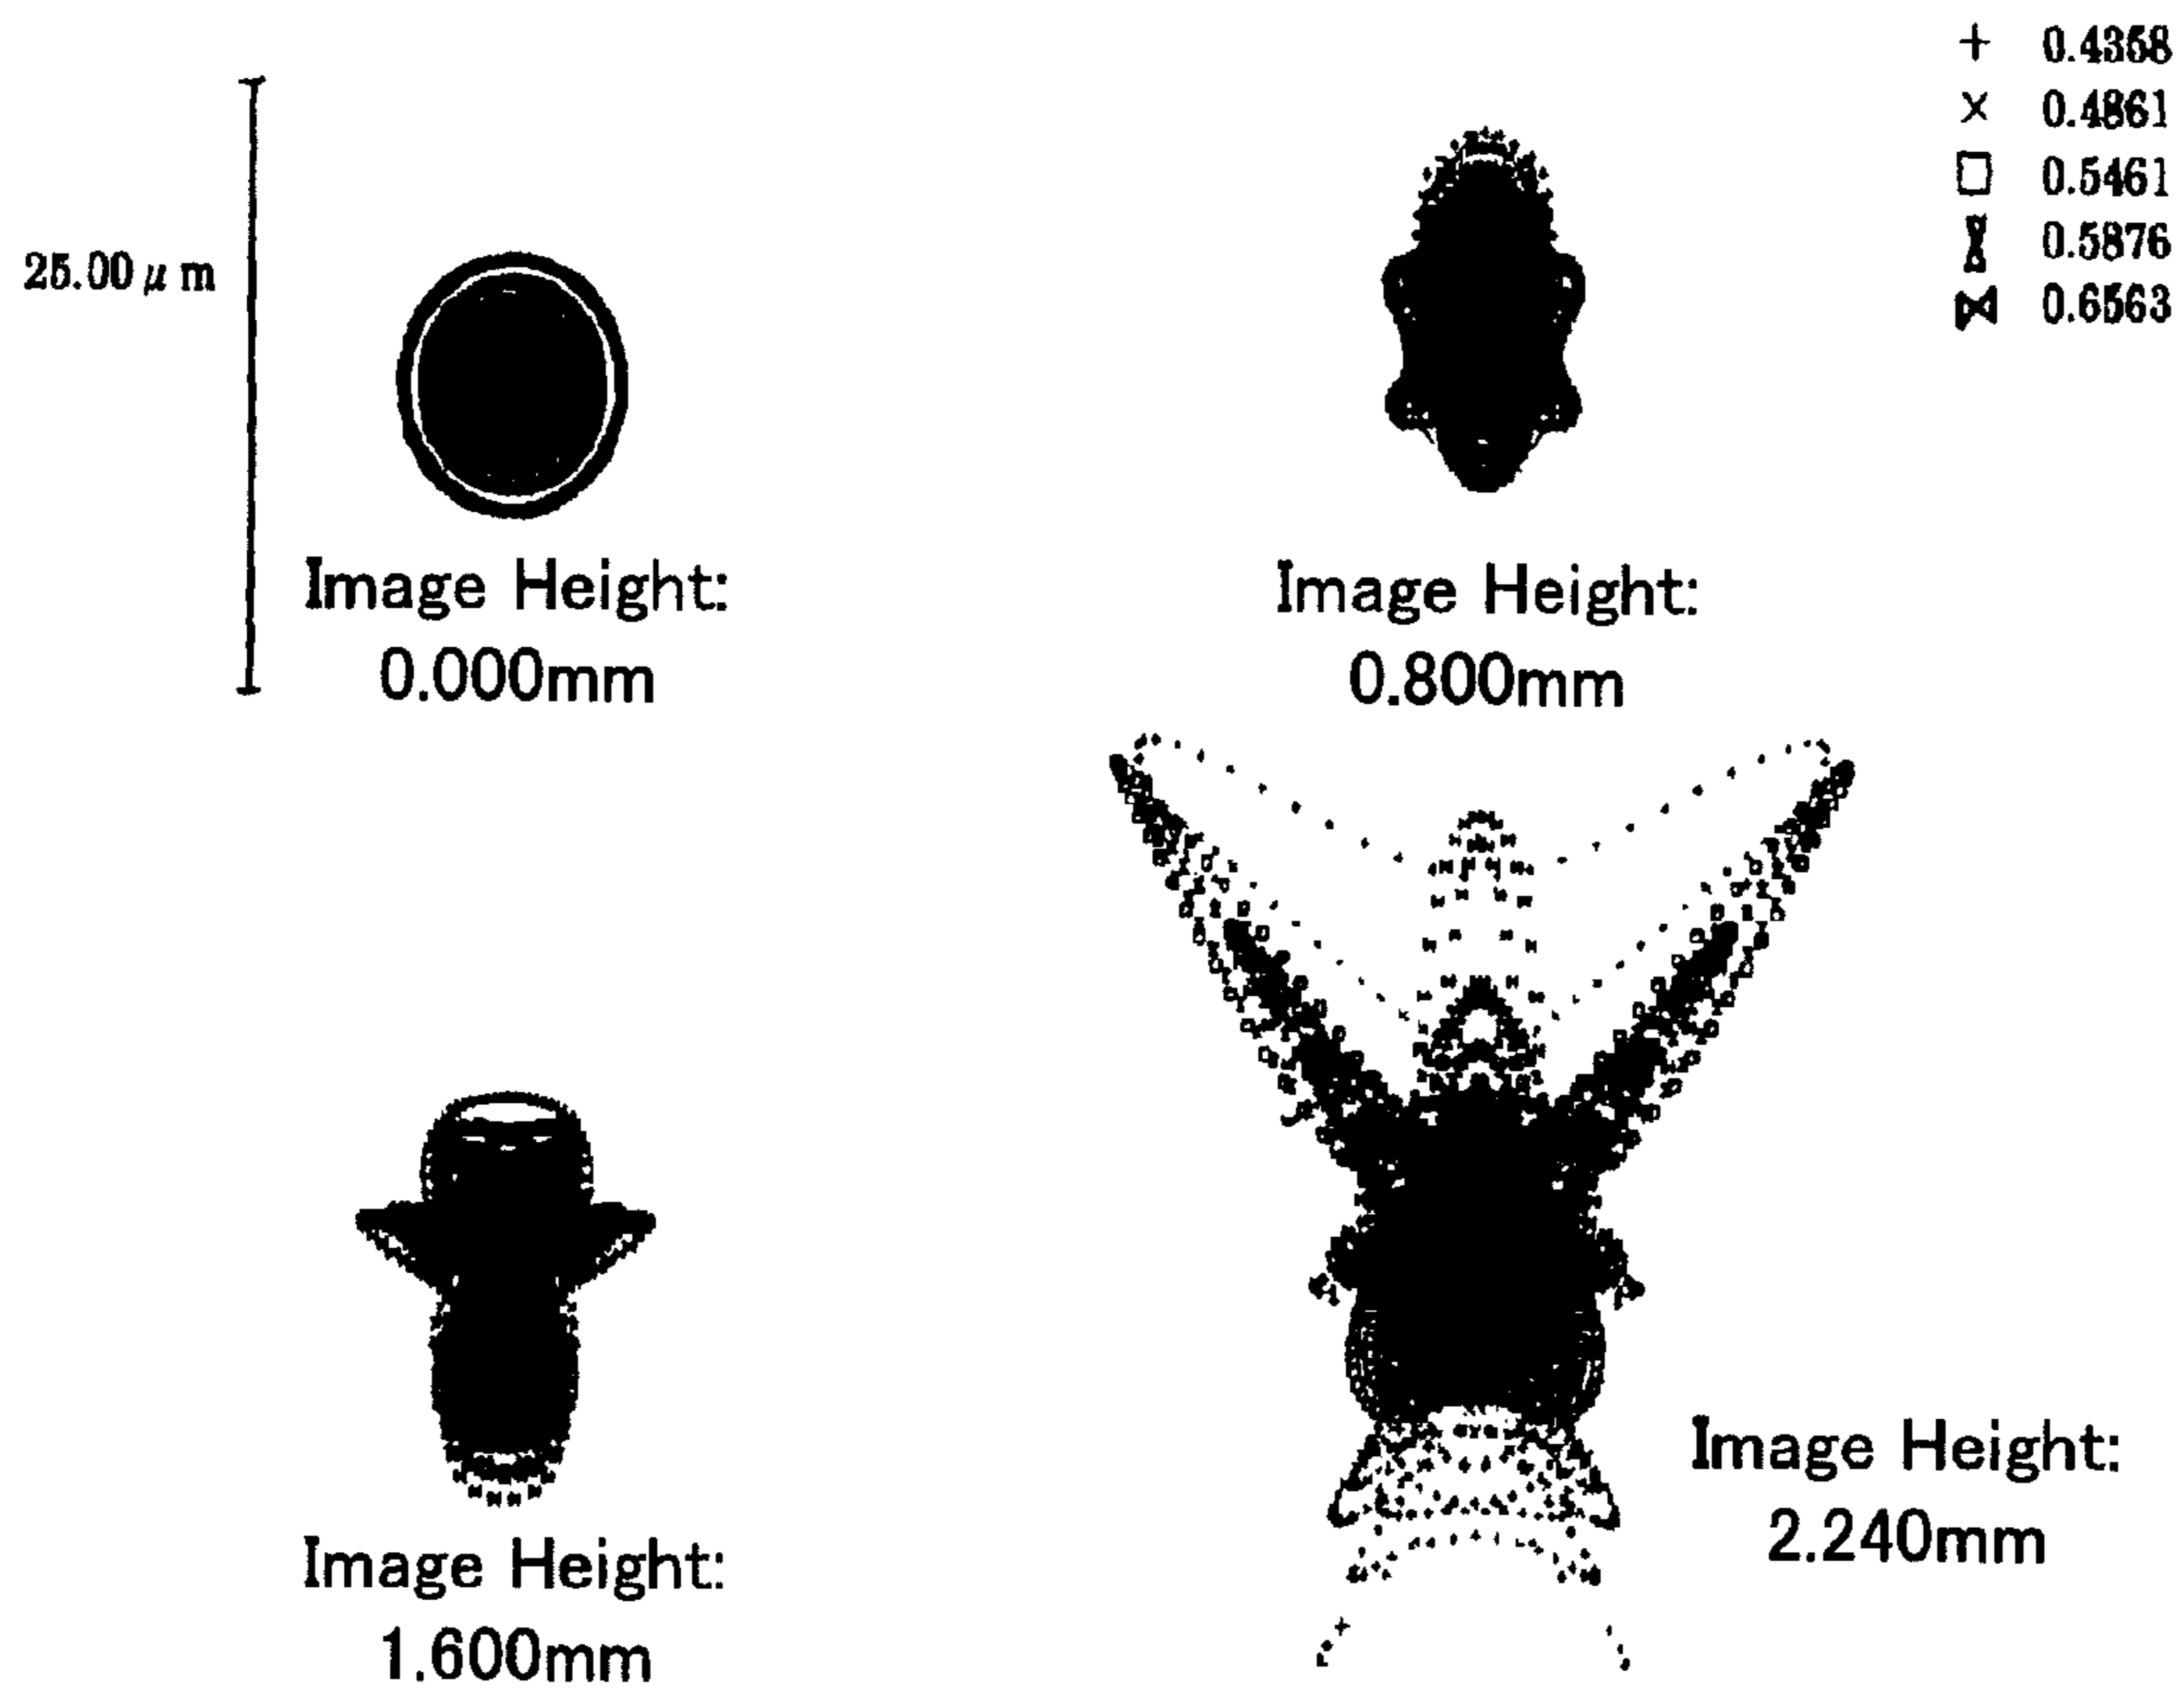 0.4358
0.4861
0.5461
0.5876
0.6563
25.00μm
Image Height:
0.000mm
Image Height:
0.800mm
Image Height:
1.600mm
Image Height:
2.240mm